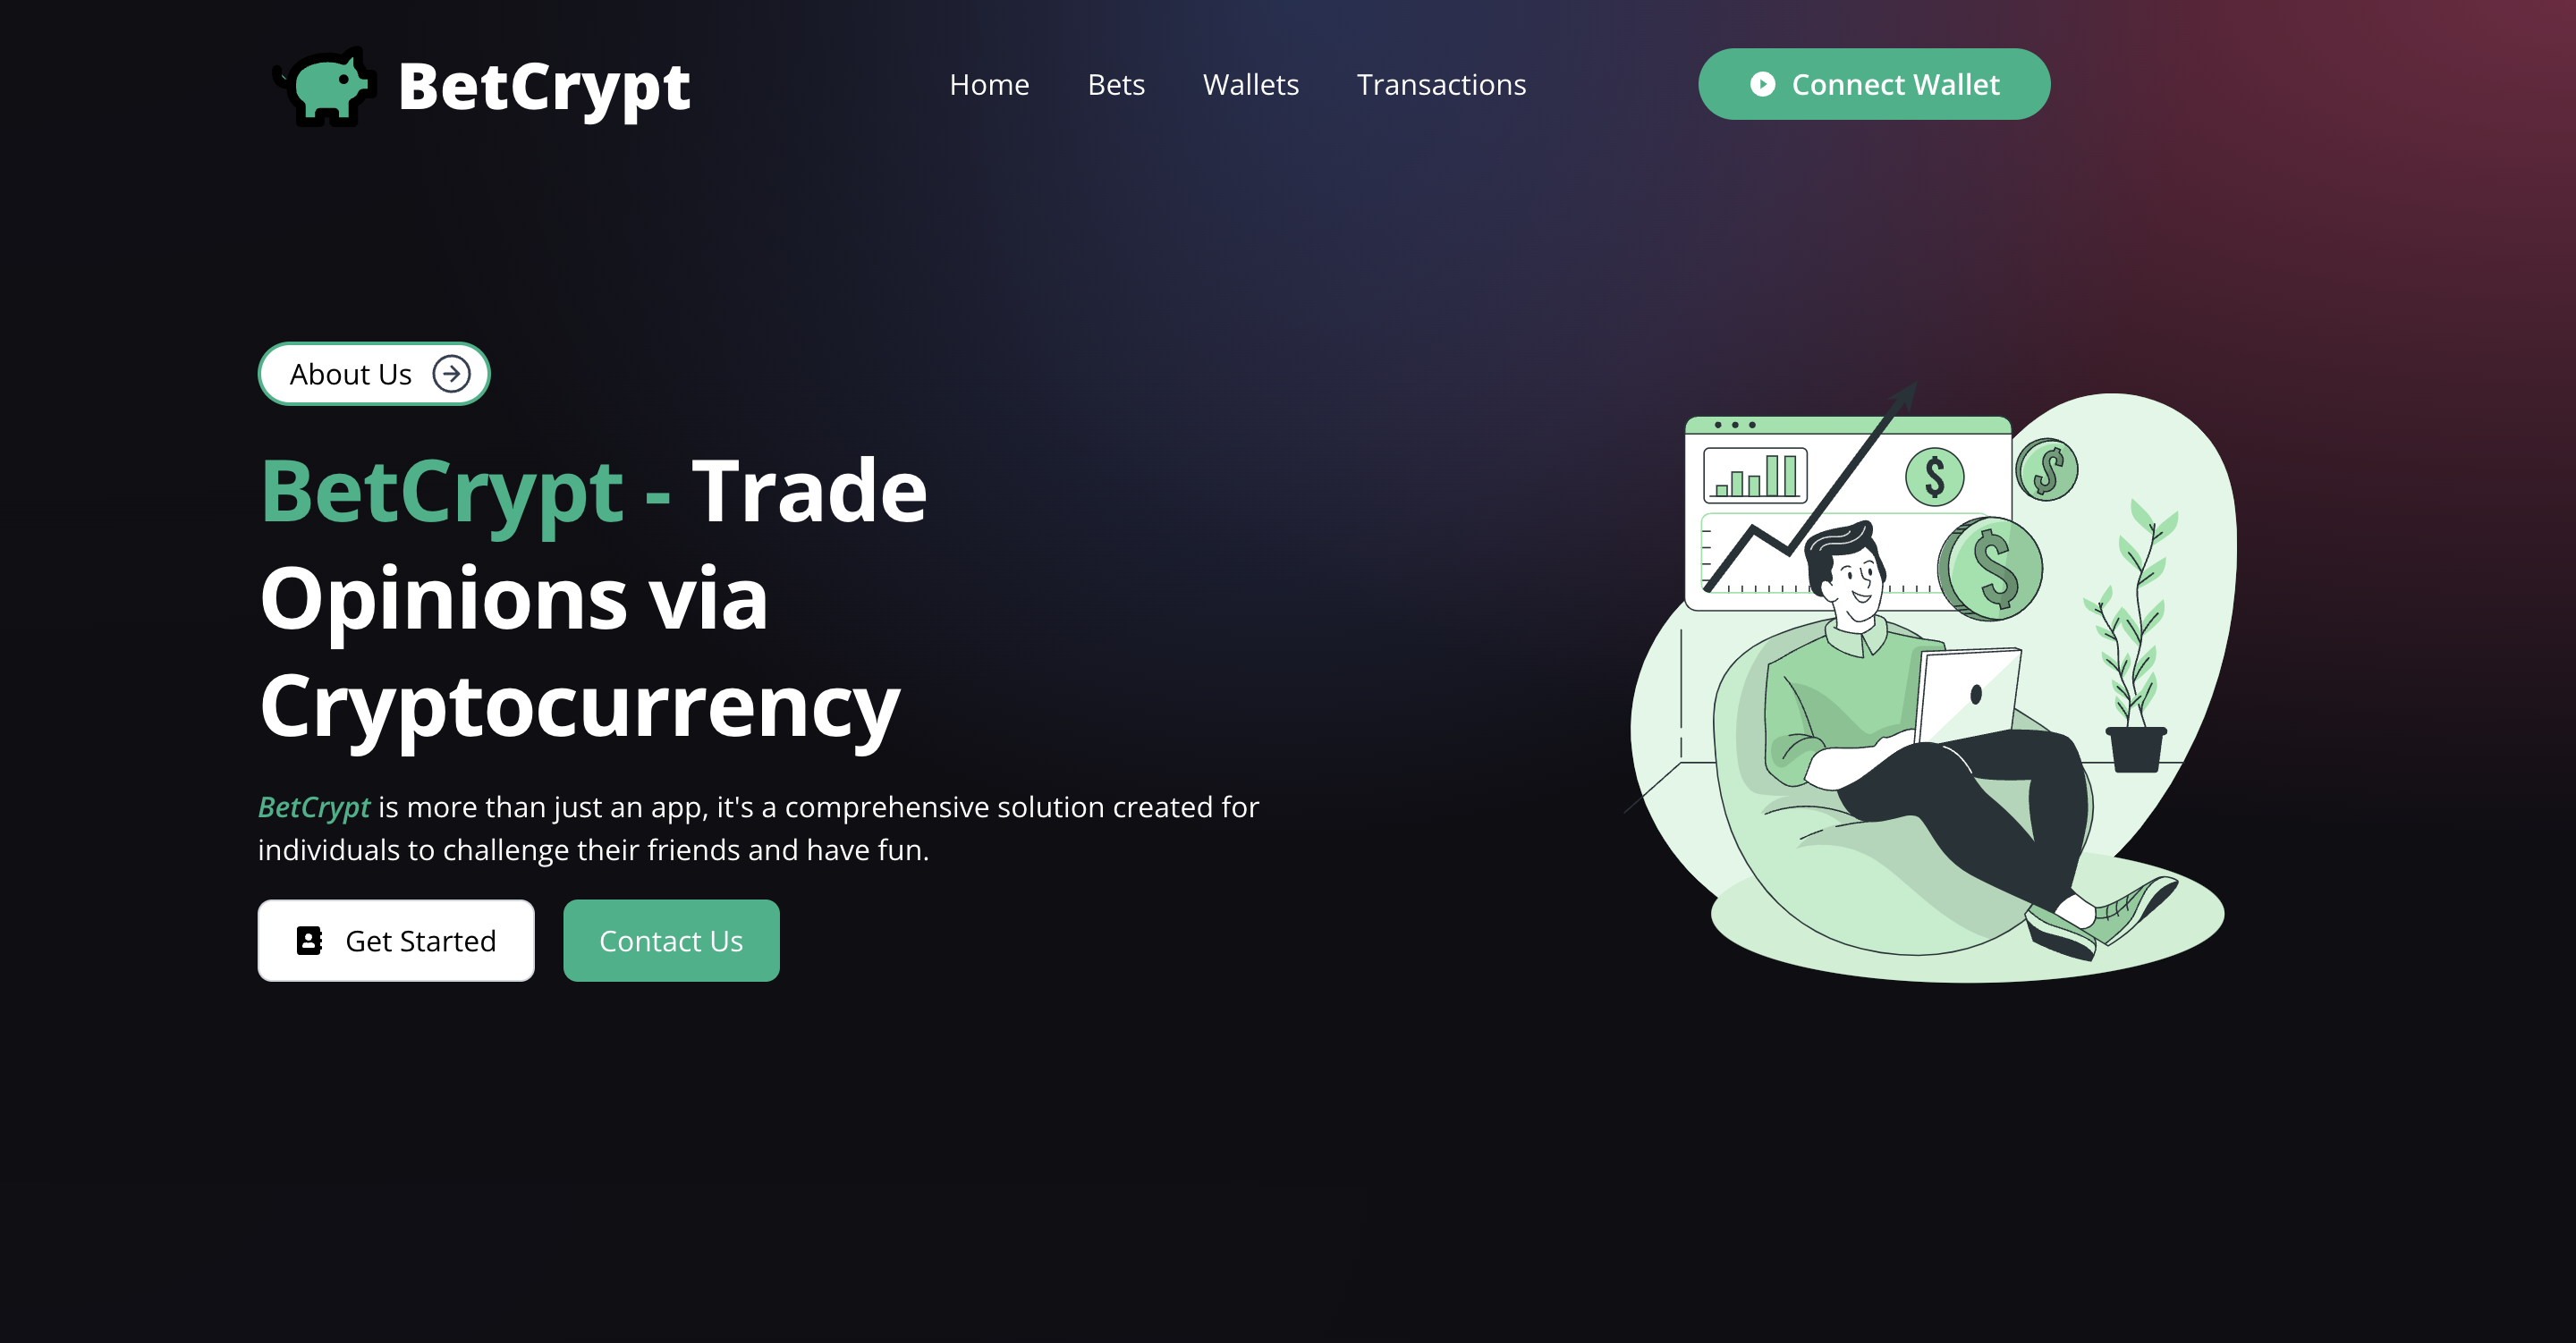 BetCrypt
Home
Bets
Wallets
Transactions
Connect Wallet
About Us
BetCrypt - Trade
Opinions via
Cryptocurrency
BetCrypt is more than just an app, it's a comprehensive solution created for
individuals to challenge their friends and have fun.
Get Started
Contact Us
$
$
$